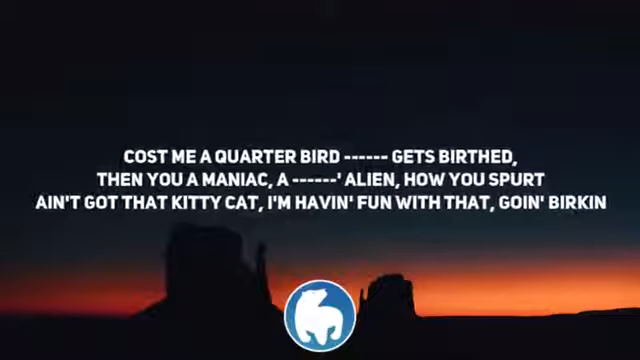 COST ME A QUARTER BIRD ------ GETS BIRTHED,
THEN YOU A MANIAC, A ------' ALIEN, HOW YOU SPURT
AIN'T GOT THAT KITTY CAT, I'M HAVIN' FUN WITH THAT, GOIN' BIRKIN